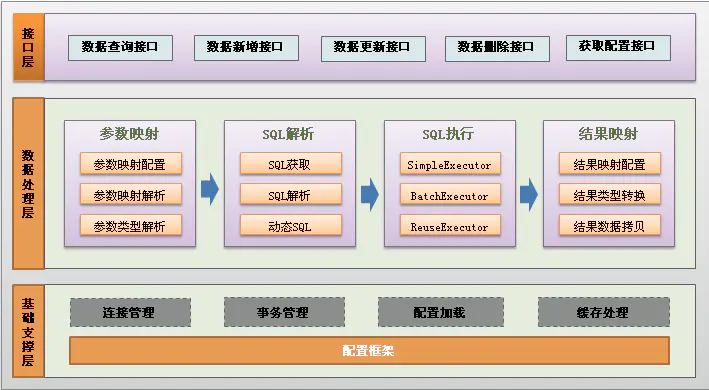 接口层
数据查询接口
数据新增接口
数据更新接口
数据删除接口
获取配置接口
数据处理层
参数映射
参数映射配置
参数映射解析
参数类型解析
SQL解析
SQL获取
SQL解析
动态SQL
SQL执行
SimpleExecutor
BatchExecutor
ReuseExecutor
结果映射
结果映射配置
结果类型转换
结果数据拷贝
基础支撑层
连接管理
事务管理
配置加载
缓存处理
配置框架